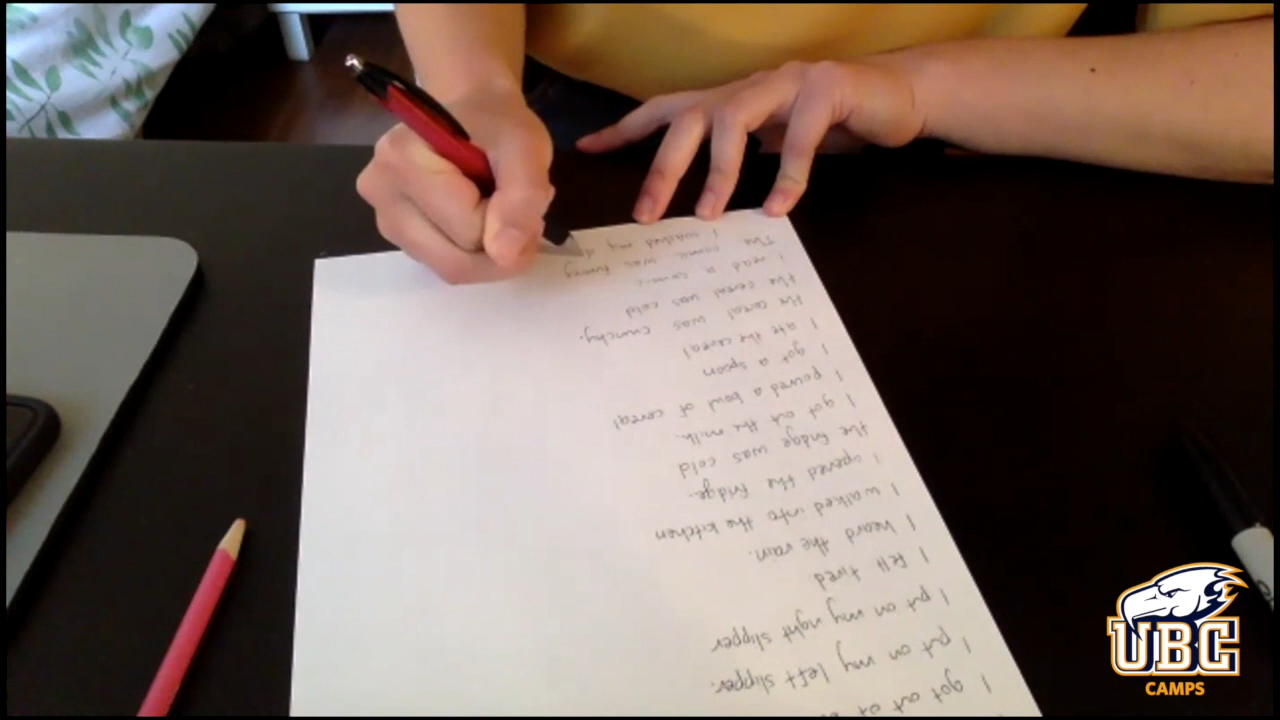 I got out of
I put on my left slipper.
I put on my right slipper
I felt tired
I heard the rain.
I walked into the kitchen
I opened the fridge.
the fridge was cold
I got out the milk.
I poured a bowl of cereal
I got a spoon
I ate the cereal
the cereal was crunchy.
the cereal was cold
I read a comic
The comic was funny
I washed my d
UBC
CAMPS